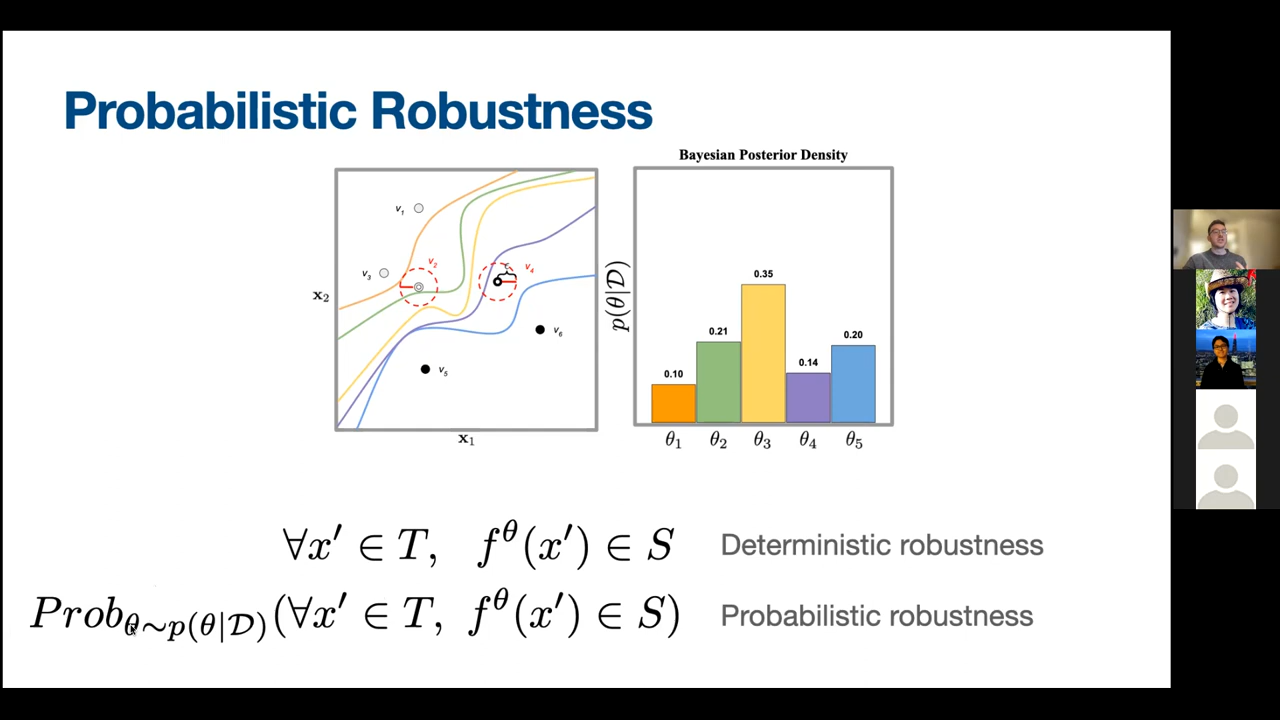 Probabilistic Robustness
Bayesian Posterior Density
v₁
v₂
v₃
ε
v₄
v₅
v₆
x₂
x₁
p(θ|𝒟)
0.10
0.21
0.35
0.14
0.20
θ₁ θ₂ θ₃ θ₄ θ₅
∀x′ ∈ T, f^θ(x′) ∈ S Deterministic robustness
Prob_{θ∼p(θ|𝒟)}(∀x′ ∈ T, f^θ(x′) ∈ S) Probabilistic robustness